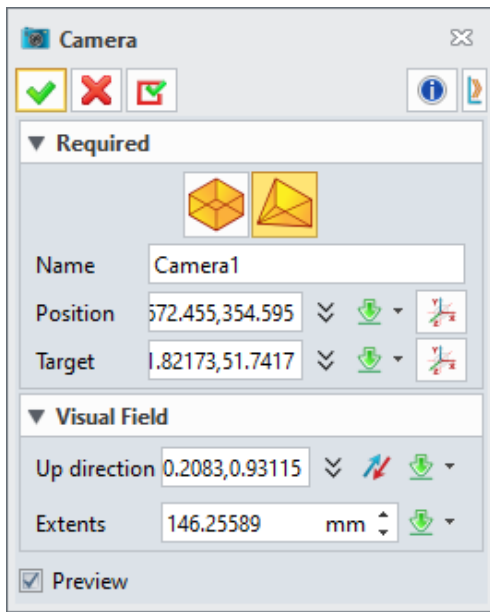 Camera
Required
Name Camera1
Position 572.455,354.595
Target 1.82173,51.7417
Up direction 0.2083,0.93115
Visual Field
Extents 146.25589 mm
Preview